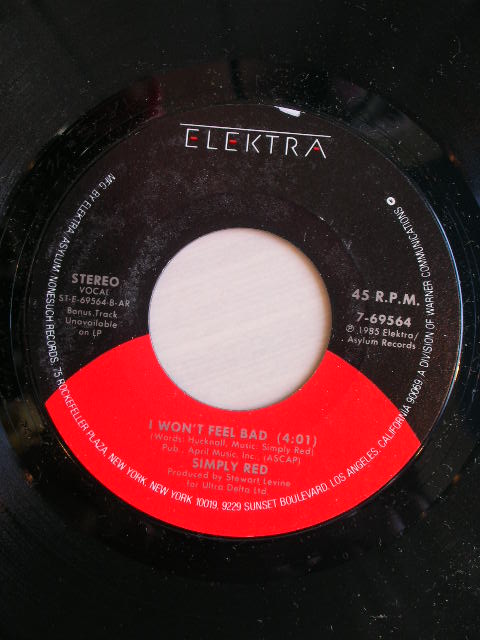 ELEKTRA
STEREO
VOCAL
ST-E-69564-B-AR
Bonus Track
Unavailable
on LP
45 R.P.M.
7-69564
℗ 1985 Elektra/
Asylum Records
I WON'T FEEL BAD (4:01)
(Words: Hucknall, Music: Simply Red)
Pub., April Music, Inc., (ASCAP)
SIMPLY RED
Produced by Stewart Levine
for Ultra Delta Ltd
MFG. BY ELEKTRA ASYLUM NONESUCH RECORDS, 75 ROCKEFELLER PLAZA, NEW YORK, NEW YORK 10019, 9229 SUNSET BOULEVARD, LOS ANGELES, CALIFORNIA 90069. A DIVISION OF WARNER COMMUNICATIONS